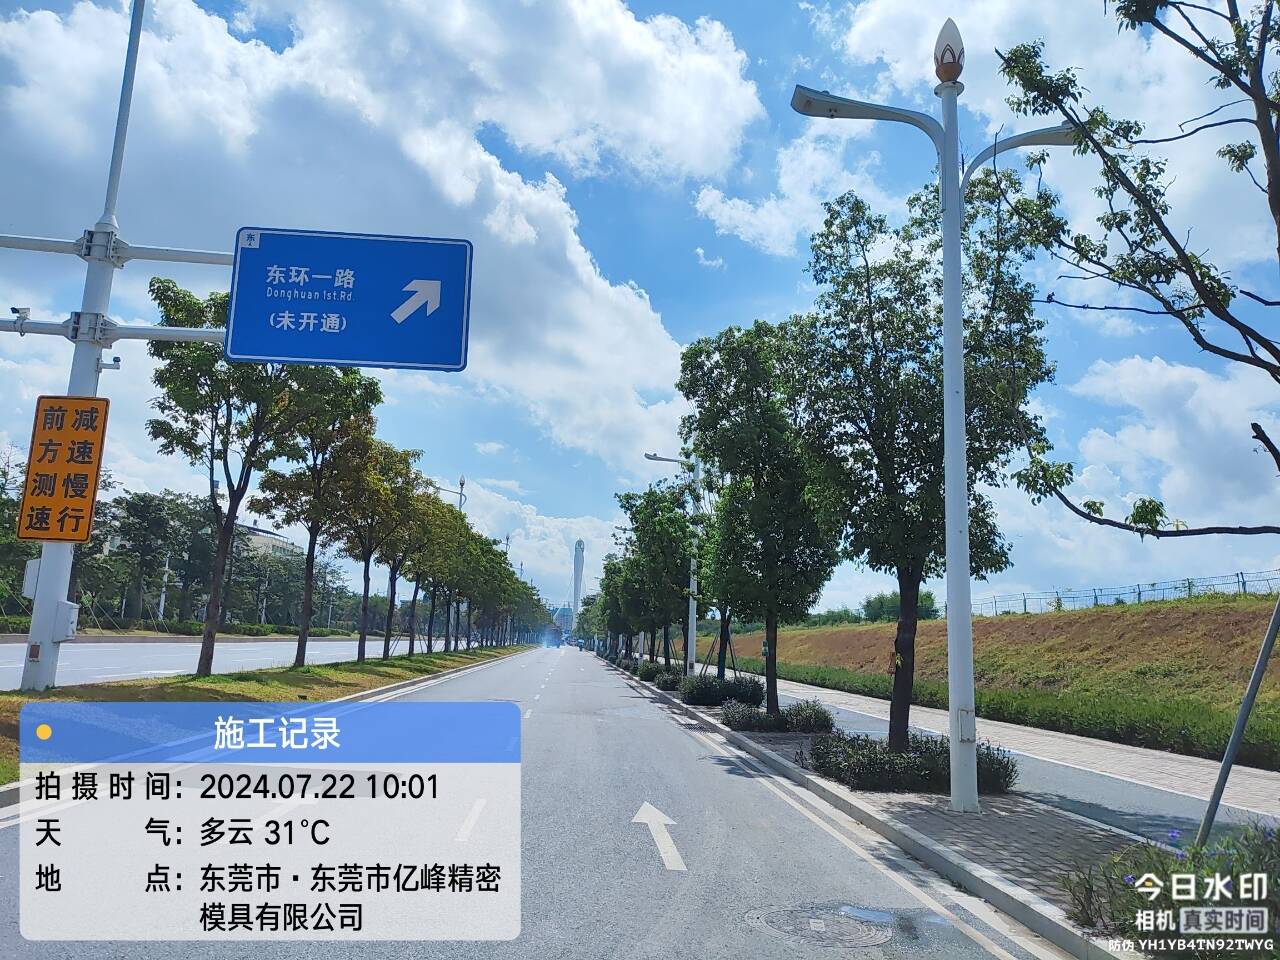 东
东环一路
Donghuan 1st.Rd.
(未开通)
前方测速
减速慢行
施工记录
拍摄时间：2024.07.22 10:01
天气：多云 31℃
地点：东莞市·东莞市亿峰精密
模具有限公司
今日水印
相机 真实时间
防伪 YH1YB4TN92TWYG